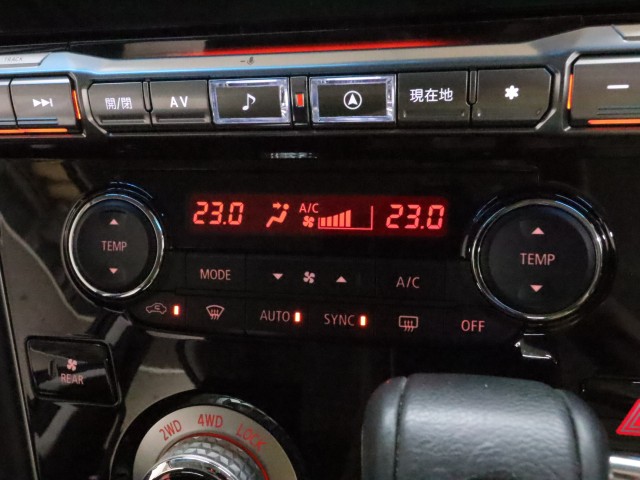 TRACK
開/閉 AV 現在地
23.0 A/C 23.0
TEMP TEMP
MODE A/C
AUTO SYNC OFF
REAR
2WD 4WD LOCK